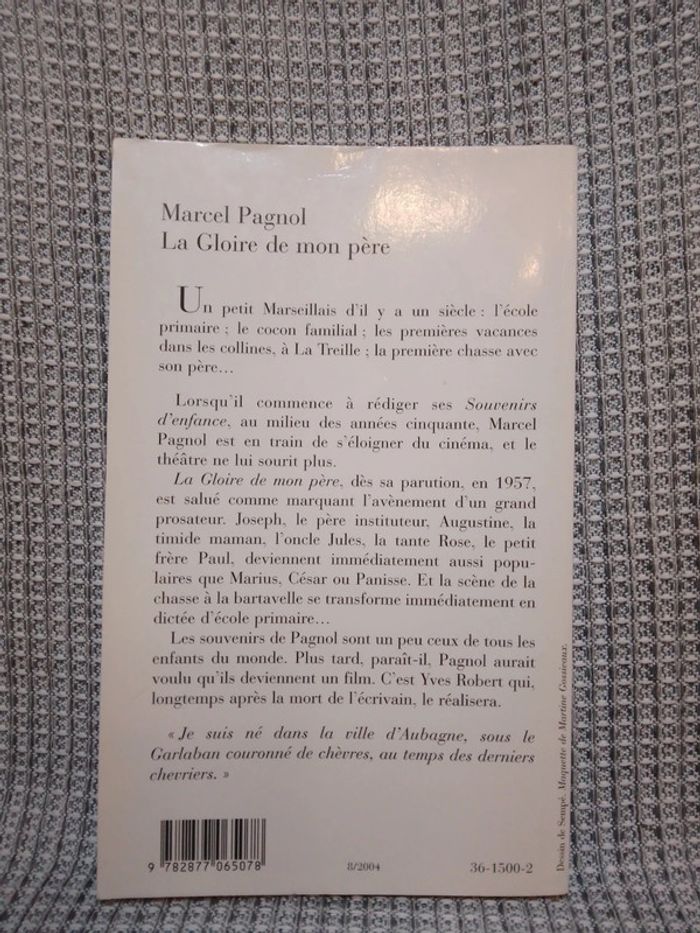 Marcel Pagnol
La Gloire de mon père
Un petit Marseillais d'il y a un siècle : l'école
primaire ; le cocon familial ; les premières vacances
dans les collines, à La Treille ; la première chasse avec
son père…
Lorsqu'il commence à rédiger ses Souvenirs
d'enfance, au milieu des années cinquante, Marcel
Pagnol est en train de s'éloigner du cinéma, et le
théâtre ne lui sourit plus.
La Gloire de mon père, dès sa parution, en 1957,
est salué comme marquant l'avènement d'un grand
prosateur. Joseph, le père instituteur, Augustine, la
timide maman, l'oncle Jules, la tante Rose, le petit
frère Paul, deviennent immédiatement aussi popu-
laires que Marius, César ou Panisse. Et la scène de la
chasse à la bartavelle se transforme immédiatement en
dictée d'école primaire…
Les souvenirs de Pagnol sont un peu ceux de tous les
enfants du monde. Plus tard, paraît-il, Pagnol aurait
voulu qu'ils deviennent un film. C'est Yves Robert qui,
longtemps après la mort de l'écrivain, le réalisera.
« Je suis né dans la ville d'Aubagne, sous le
Garlaban couronné de chèvres, au temps des derniers
chevriers. »
Dessin de Sempé. Maquette de Martine Gossieaux.
9 782877 065078
8/2004
36-1500-2